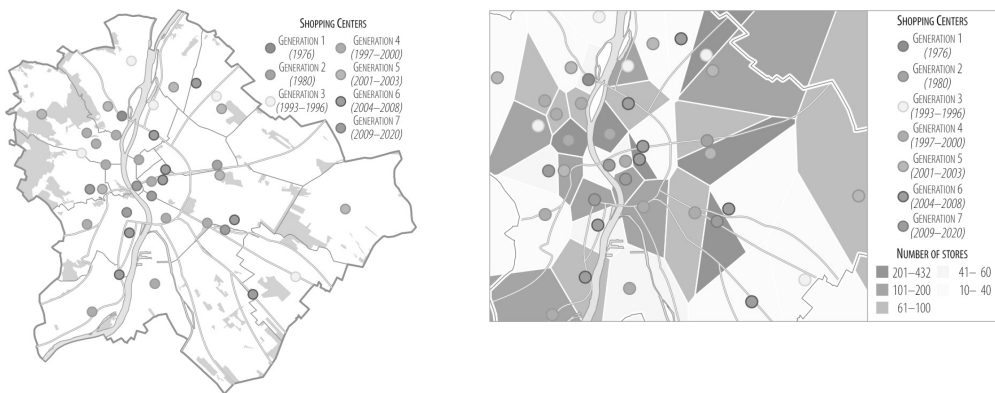 SHOPPING CENTERS
GENERATION 1
(1976)
GENERATION 2
(1980)
GENERATION 3
(1993–1996)
GENERATION 4
(1997–2000)
GENERATION 5
(2001–2003)
GENERATION 6
(2004–2008)
GENERATION 7
(2009–2020)
SHOPPING CENTERS
GENERATION 1
(1976)
GENERATION 2
(1980)
GENERATION 3
(1993–1996)
GENERATION 4
(1997–2000)
GENERATION 5
(2001–2003)
GENERATION 6
(2004–2008)
GENERATION 7
(2009–2020)
NUMBER OF STORES
201–432
101–200
61–100
41– 60
10– 40